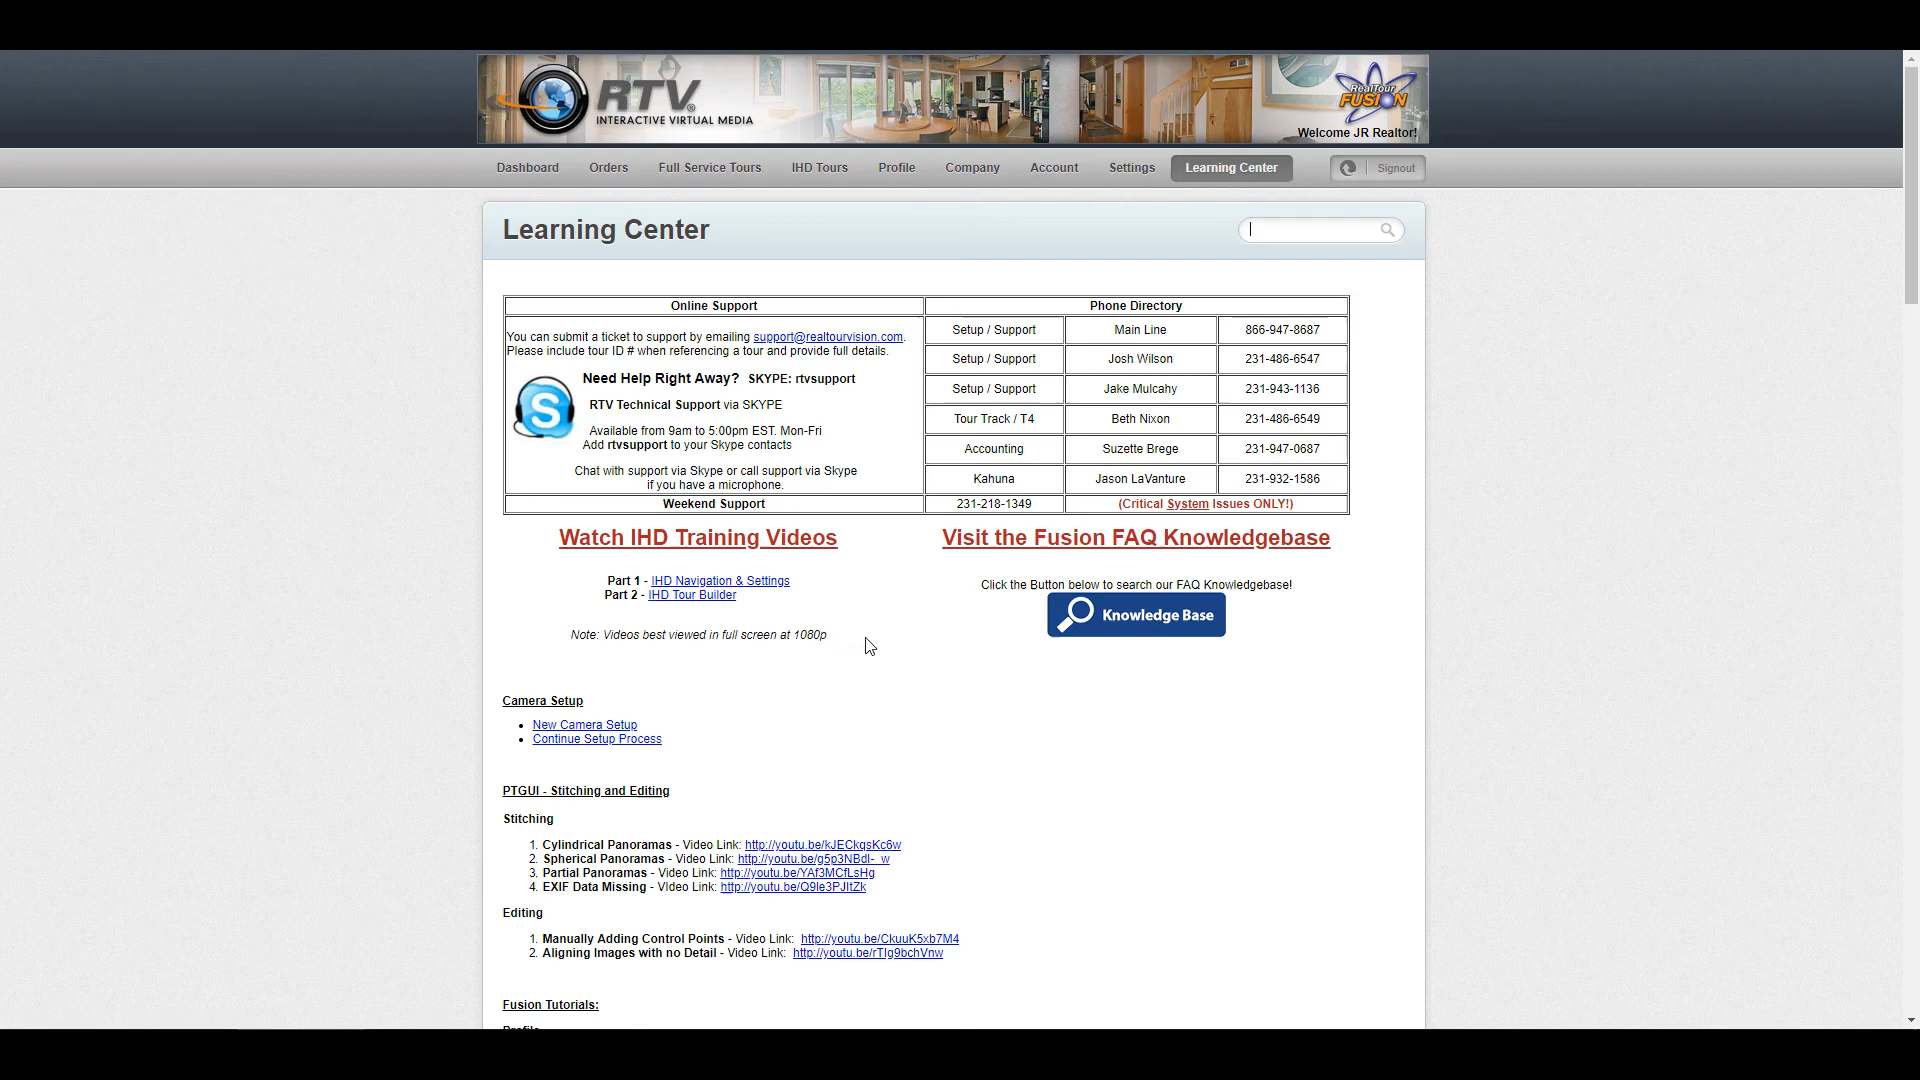 RTV®
INTERACTIVE VIRTUAL MEDIA
RealTour
FUSION
Welcome JR Realtor!
Dashboard Orders Full Service Tours IHD Tours Profile Company Account Settings Learning Center Signout
Learning Center
Online Support
You can submit a ticket to support by emailing support@realtourvision.com.
Please include tour ID # when referencing a tour and provide full details.
Need Help Right Away? SKYPE: rtvsupport
RTV Technical Support via SKYPE
Available from 9am to 5:00pm EST. Mon-Fri
Add rtvsupport to your Skype contacts
Chat with support via Skype or call support via Skype
if you have a microphone.
Phone Directory
Setup / Support Main Line 866-947-8687
Setup / Support Josh Wilson 231-486-6547
Setup / Support Jake Mulcahy 231-943-1136
Tour Track / T4 Beth Nixon 231-486-6549
Accounting Suzette Brege 231-947-0687
Kahuna Jason LaVanture 231-932-1586
Weekend Support 231-218-1349 (Critical System Issues ONLY!)
Watch IHD Training Videos
Part 1 - IHD Navigation & Settings
Part 2 - IHD Tour Builder
Note: Videos best viewed in full screen at 1080p
Visit the Fusion FAQ Knowledgebase
Click the Button below to search our FAQ Knowledgebase!
Knowledge Base
Camera Setup
• New Camera Setup
• Continue Setup Process
PTGUI - Stitching and Editing
Stitching
1. Cylindrical Panoramas - Video Link: http://youtu.be/kJECkqsKc6w
2. Spherical Panoramas - Video Link: http://youtu.be/g5p3NBdI-_w
3. Partial Panoramas - Video Link: http://youtu.be/YAf3MCfLsHg
4. EXIF Data Missing - VIdeo Link: http://youtu.be/Q9le3PJItZk
Editing
1. Manually Adding Control Points - Video Link: http://youtu.be/CkuuK5xb7M4
2. Aligning Images with no Detail - Video Link: http://youtu.be/rTIg9bchVnw
Fusion Tutorials:
Profile